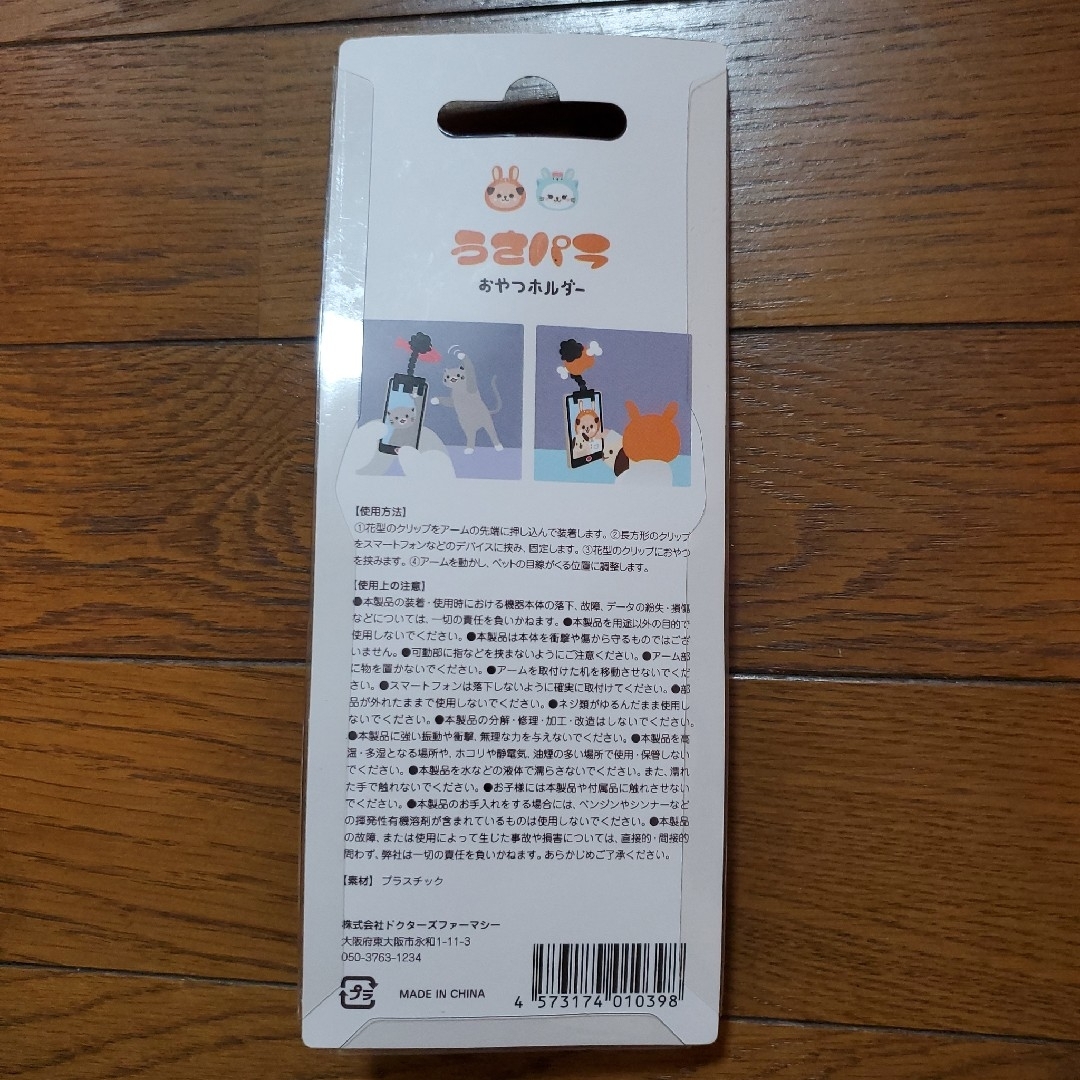 うさパラ
おやつホルダー
【使用方法】
①花型のクリップをアームの先端に押し込んで装着します。②長方形のクリップ
をスマートフォンなどのデバイスに挟み、固定します。③花型のクリップにおやつ
を挟みます。④アームを動かし、ペットの目線がくる位置に調整します。
【使用上の注意】
●本製品の装着・使用時における機器本体の落下、故障、データの紛失・損傷
などについては、一切の責任を負いかねます。●本製品を用途以外の目的で
使用しないでください。●本製品は本体を衝撃や傷から守るものではござ
いません。●可動部に指などを挟まないようにご注意ください。●アーム部
に物を置かないでください。●アームを取付けた机を移動させないでくだ
さい。●スマートフォンは落下しないように確実に取付けてください。●部
品が外れたままで使用しないでください。●ネジ類がゆるんだまま使用し
ないでください。●本製品の分解・修理・加工・改造はしないでください。
●本製品に強い振動や衝撃、無理な力を与えないでください。●本製品を高
温・多湿となる場所や、ホコリや静電気、油煙の多い場所で使用・保管しない
でください。●本製品を水などの液体で濡らさないでください。また、濡れ
た手で触れないでください。●お子様には本製品や付属品に触れさせない
でください。●本製品のお手入れをする場合には、ベンジンやシンナーなど
の揮発性有機溶剤が含まれているものは使用しないでください。●本製品
の故障、または使用によって生じた事故や損害については、直接的・間接的
問わず、弊社は一切の責任を負いかねます。あらかじめご了承ください。
【素材】 プラスチック
株式会社ドクターズファーマシー
大阪府東大阪市永和1-11-3
050-3763-1234
プラ
MADE IN CHINA
4 573174 010398